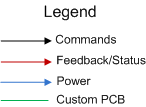 Legend
Commands
Feedback/Status
Power
Custom PCB